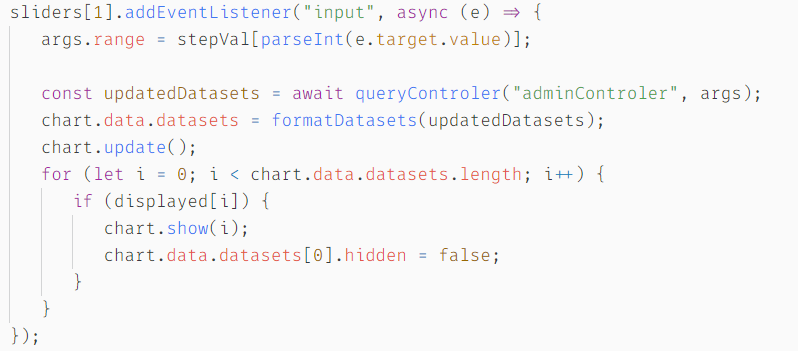 sliders[1].addEventListener("input", async (e) => {
args.range = stepVal[parseInt(e.target.value)];
const updatedDatasets = await queryControler("adminControler", args);
chart.data.datasets = formatDatasets(updatedDatasets);
chart.update();
for (let i = 0; i < chart.data.datasets.length; i++) {
if (displayed[i]) {
chart.show(i);
chart.data.datasets[0].hidden = false;
}
}
});